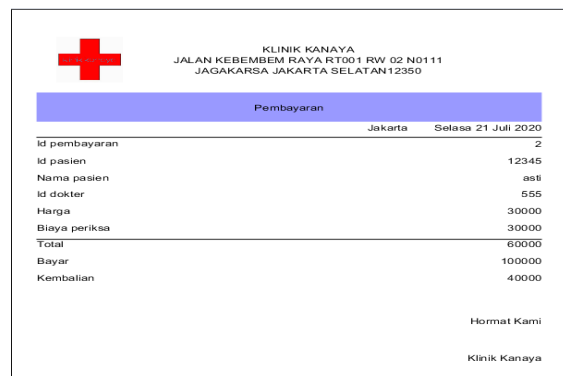 KLINIK KANAYA
JALAN KEBEMBEM RAYA RT001 RW 02 N0111
JAGAKARSA JAKARTA SELATAN12350
Pembayaran
Jakarta Selasa 21 Juli 2020
Id pembayaran 2
Id pasien 12345
Nama pasien asti
Id dokter 555
Harga 30000
Biaya periksa 30000
Total 60000
Bayar 100000
Kembalian 40000
Hormat Kami
Klinik Kanaya